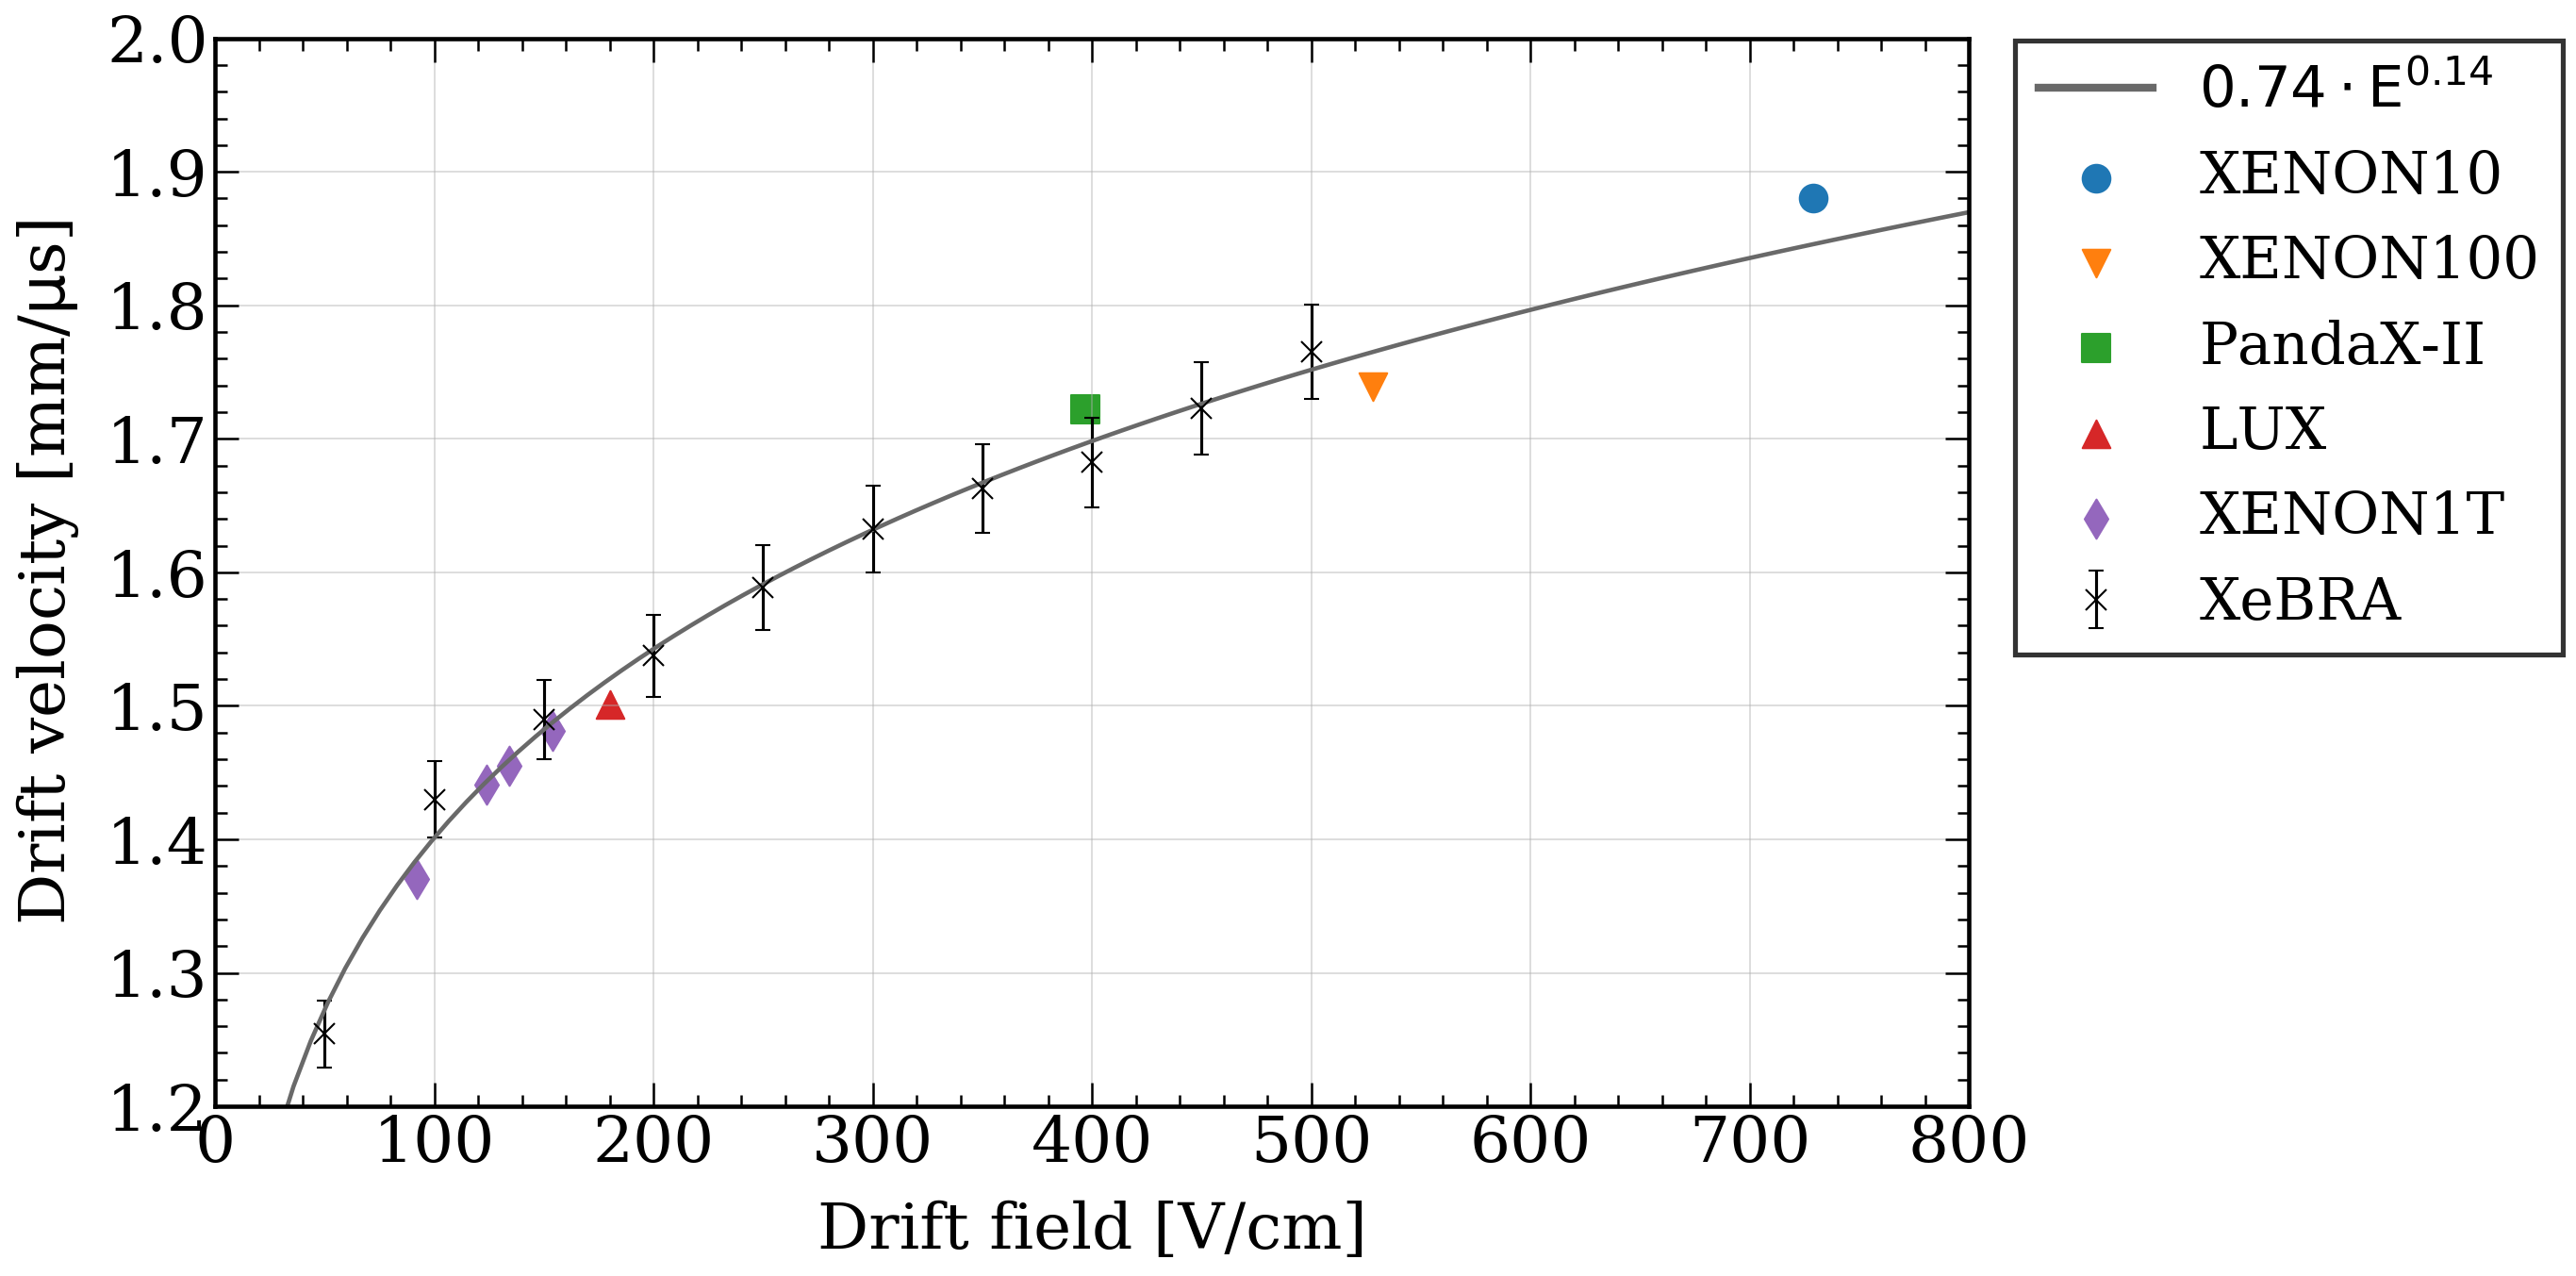 Drift velocity [mm/μs]
2.0
1.9
1.8
1.7
1.6
1.5
1.4
1.3
1.2
0 100 200 300 400 500 600 700 800
Drift field [V/cm]
0.74 · E^0.14
XENON10
XENON100
PandaX-II
LUX
XENON1T
XeBRA